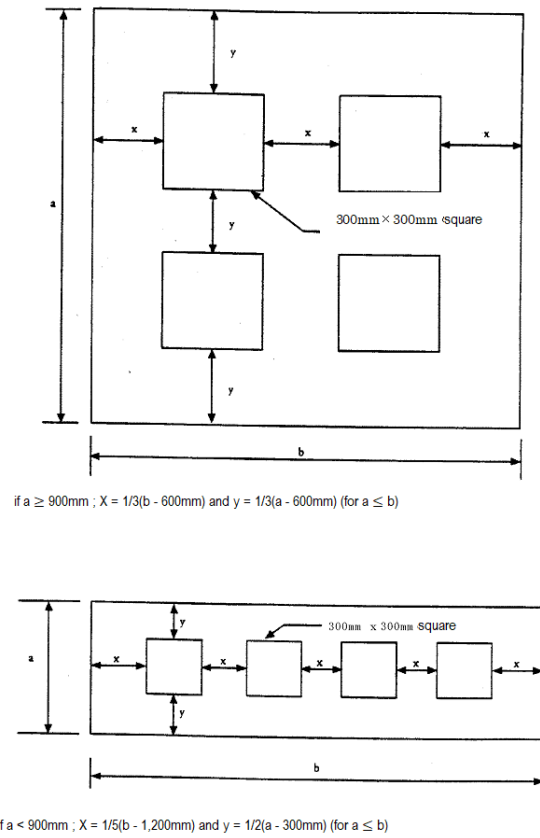 y
x
x
x
a
300mm×300mm square
y
y
b
if a ≥ 900mm ; X = 1/3(b - 600mm) and y = 1/3(a - 600mm) (for a ≤ b)
300mm x 300mm square
y
a
x
x
x
x
x
y
b
f a < 900mm ; X = 1/5(b - 1,200mm) and y = 1/2(a - 300mm) (for a ≤ b)